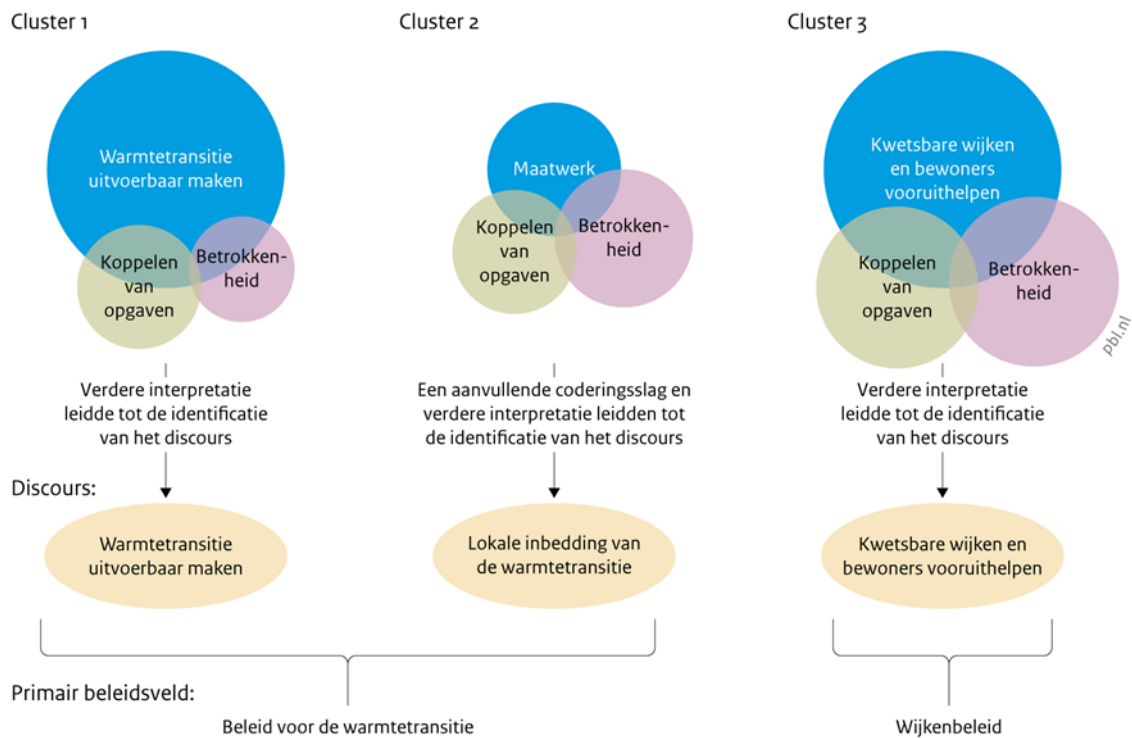 Cluster 1
Warmtetransitie
uitvoerbaar maken
Koppelen
van
opgaven
Betrokken-
heid
Cluster 2
Maatwerk
Koppelen
van
opgaven
Betrokken-
heid
Cluster 3
Kwetsbare wijken
en bewoners
vooruithelpen
Koppelen
van
opgaven
Betrokken-
heid
pbl.nl
Verdere interpretatie
leidde tot de identificatie
van het discours
Een aanvullende coderingsslag en
verdere interpretatie leidden tot
de identificatie van het discours
Verdere interpretatie
leidde tot de identificatie
van het discours
Discours:
Warmtetransitie
uitvoerbaar maken
Lokale inbedding van
de warmtetransitie
Kwetsbare wijken en
bewoners vooruithelpen
Primair beleidsveld:
Beleid voor de warmtetransitie
Wijkenbeleid